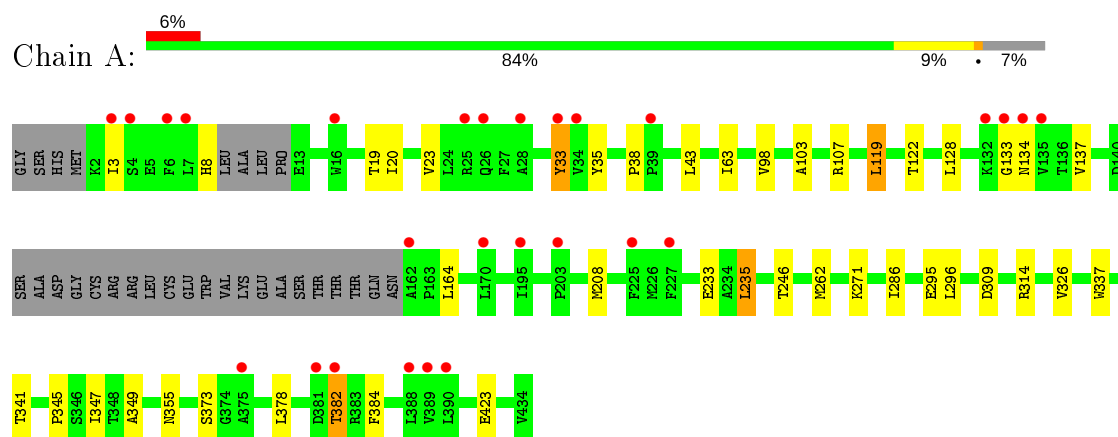 6%
Chain A:
84% 9% • 7%
GLY SER HIS MET K2 I3 S4 E5 F6 L7 H8 LEU ALA LEU PRO E13 W16 T19 I20 V23 L24 R25 Q26 F27 A28 Y33 V34 Y35 P38 P39 L43 I63 V98 A103 R107 L119 T122 L128 K132 G133 N134 V135 T136 V137 D140
SER ALA ASP GLY CYS ARG ARG LEU CYS GLU TRP VAL LYS GLU ALA SER THR THR THR GLN ASN A162 P163 L164 L170 I195 P203 M208 F225 M226 F227 E233 A234 L235 T246 M262 K271 I286 E295 L296 D309 R314 V326 W337
T341 P345 S346 I347 T348 A349 N355 S373 G374 A375 L378 D381 T382 R383 F384 L388 V389 L390 E423 V434